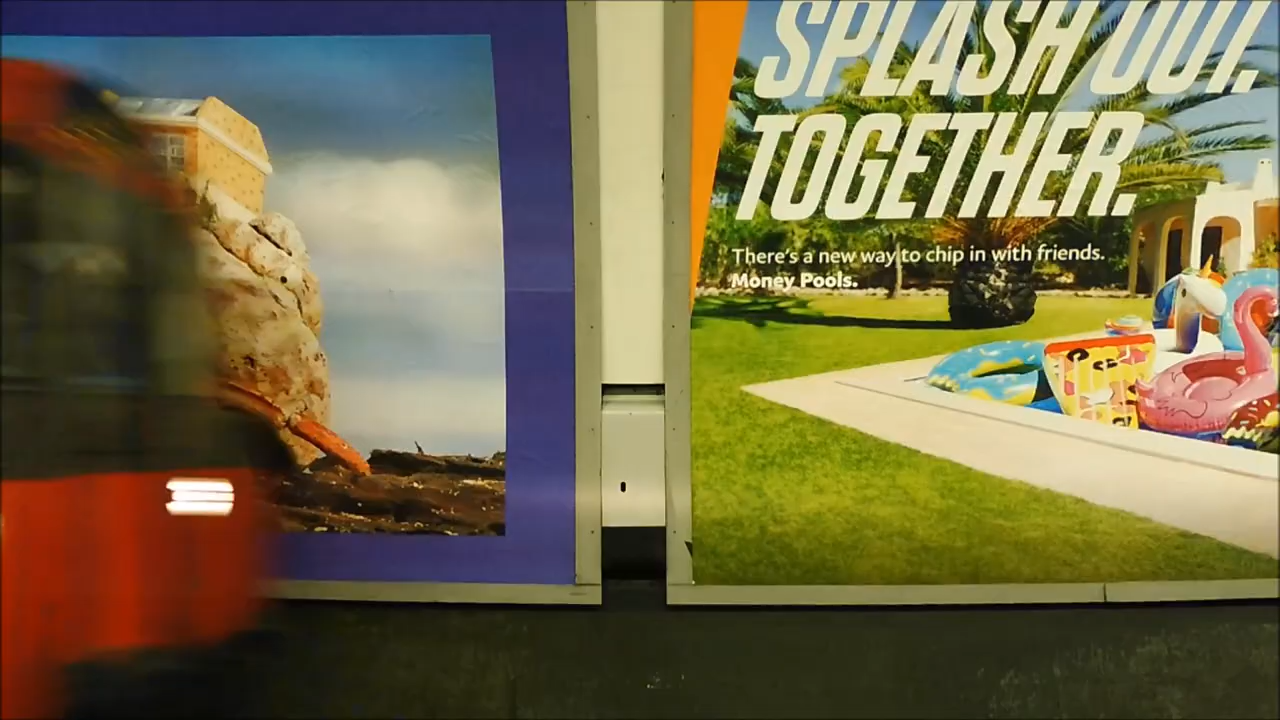 SPLASH OUT.
TOGETHER.
There's a new way to chip in with friends.
Money Pools.